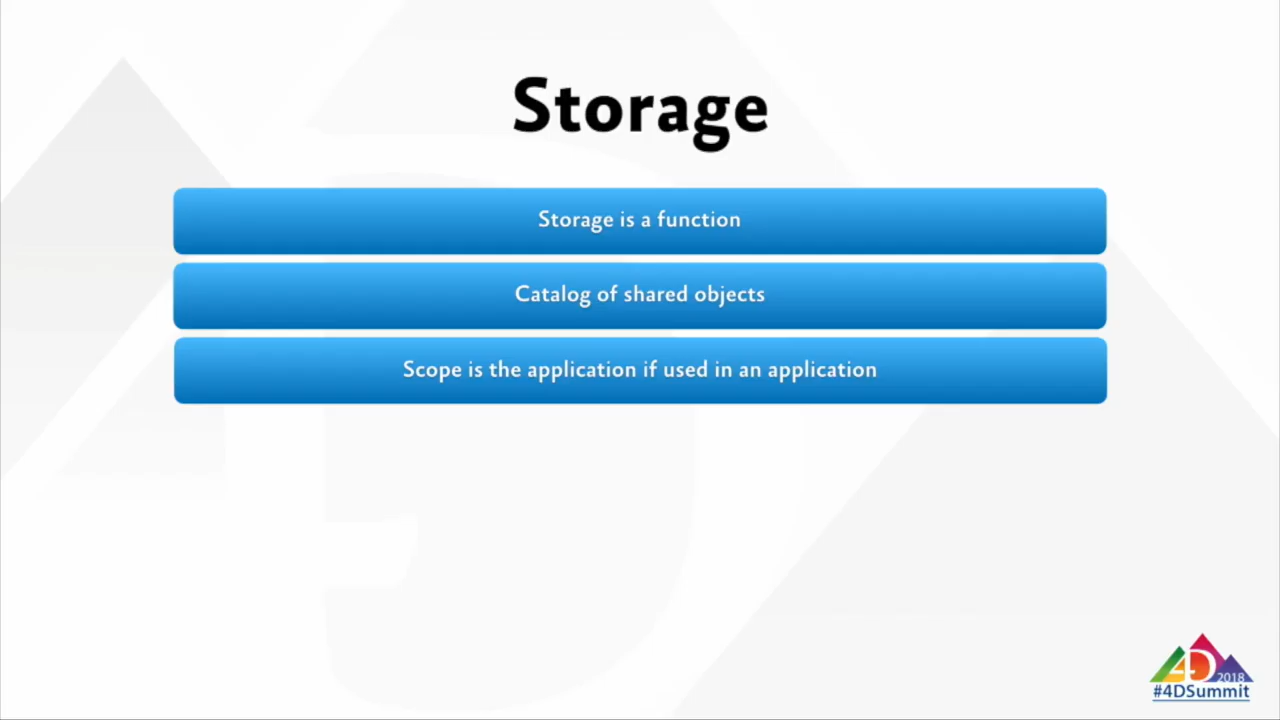 Storage
Storage is a function
Catalog of shared objects
Scope is the application if used in an application
4D
2018
#4DSummit